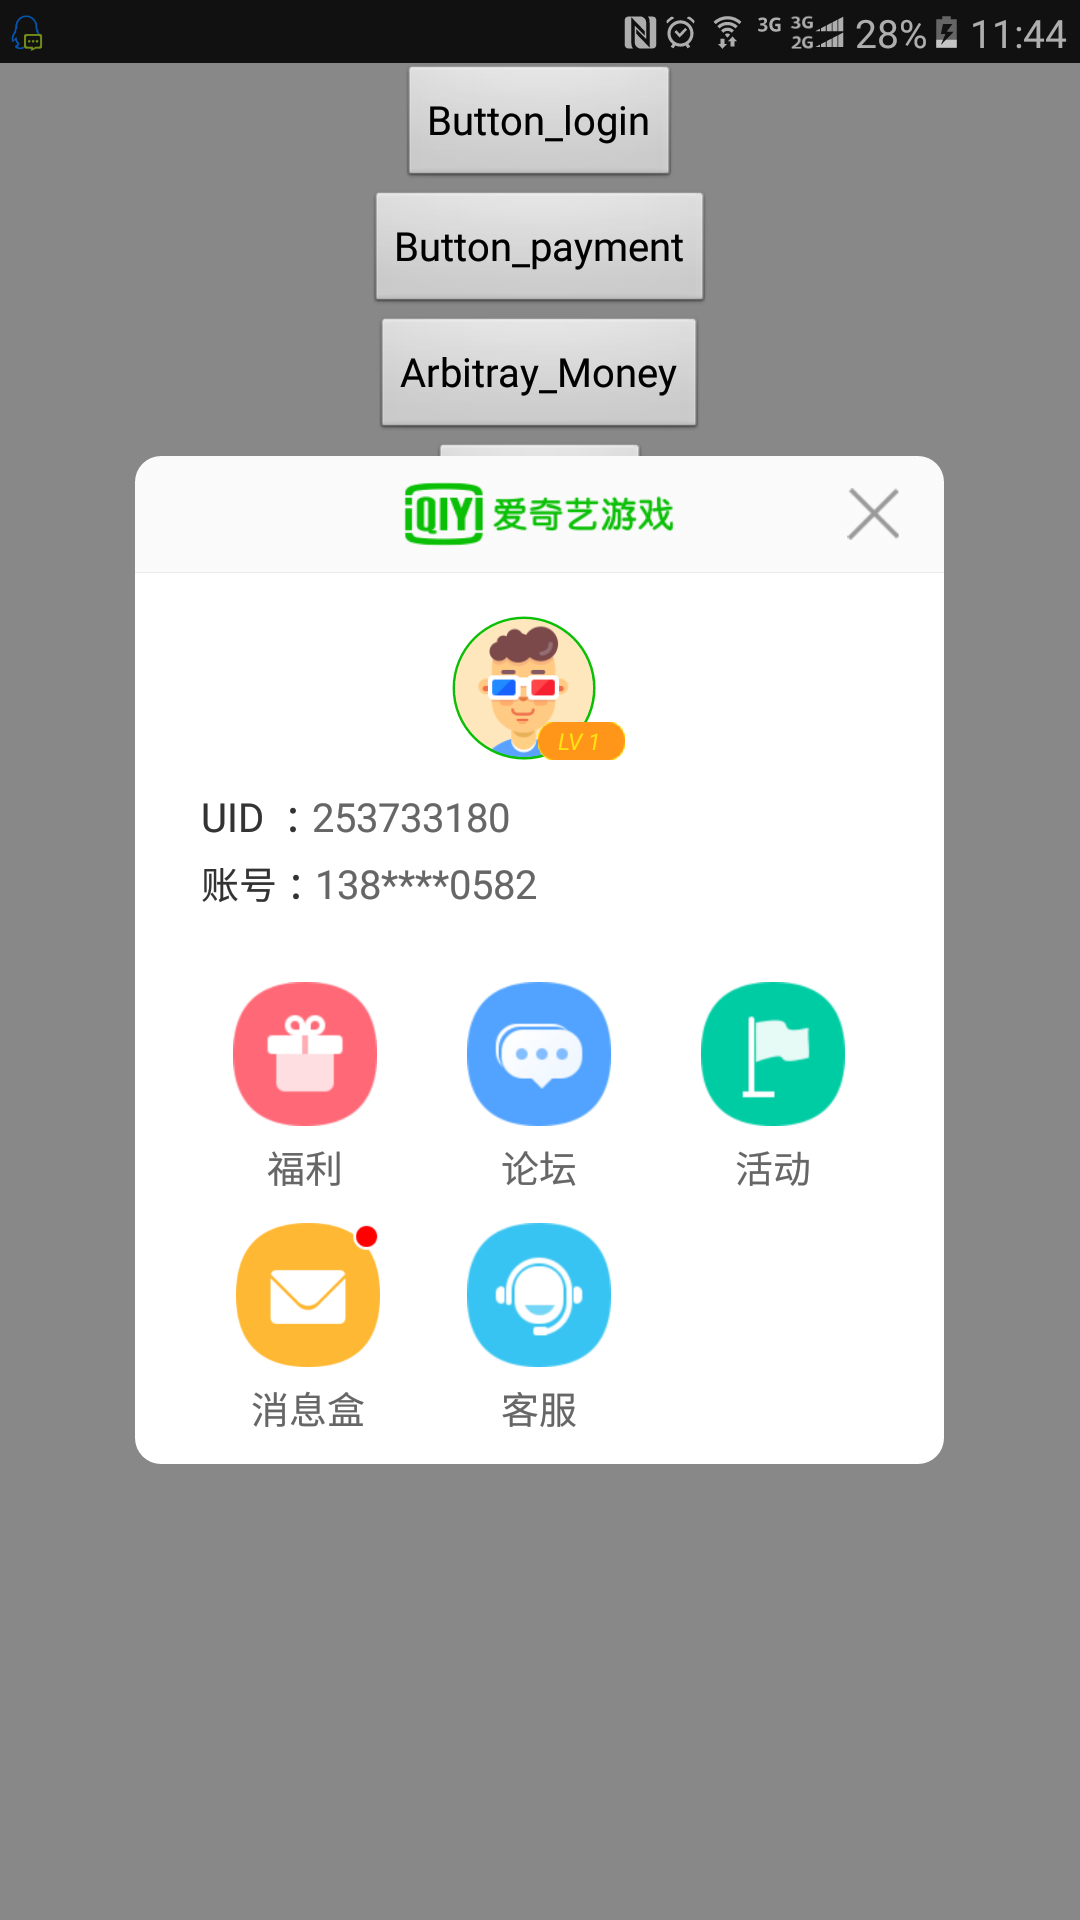 3G 3G 2G 28% 11:44
Button_login
Button_payment
Arbitray_Money
iQIYI 爱奇艺游戏
LV 1
UID ：253733180
账号：138****0582
福利 论坛 活动
消息盒 客服